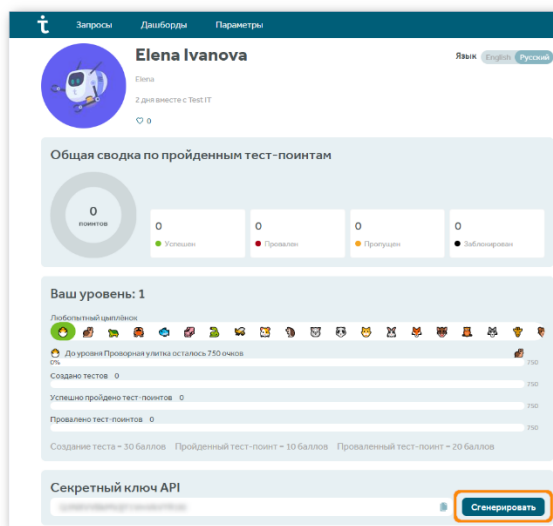 Запросы Дашборды Параметры
Elena Ivanova
Язык English Русский
Elena
2 дня вместе с Test IT
0
Общая сводка по пройденным тест-поинтам
0
поинтов
0 0 0 0
Успешен Провален Пропущен Заблокирован
Ваш уровень: 1
Любопытный цыплёнок
До уровня Проворная улитка осталось 750 очков
0% 750
Создано тестов 0
750
Успешно пройдено тест-поинтов 0
750
Провалено тест-поинтов 0
750
Создание теста = 30 баллов Пройденный тест-поинт = 10 баллов Проваленный тест-поинт = 20 баллов
Секретный ключ API
Сгенерировать